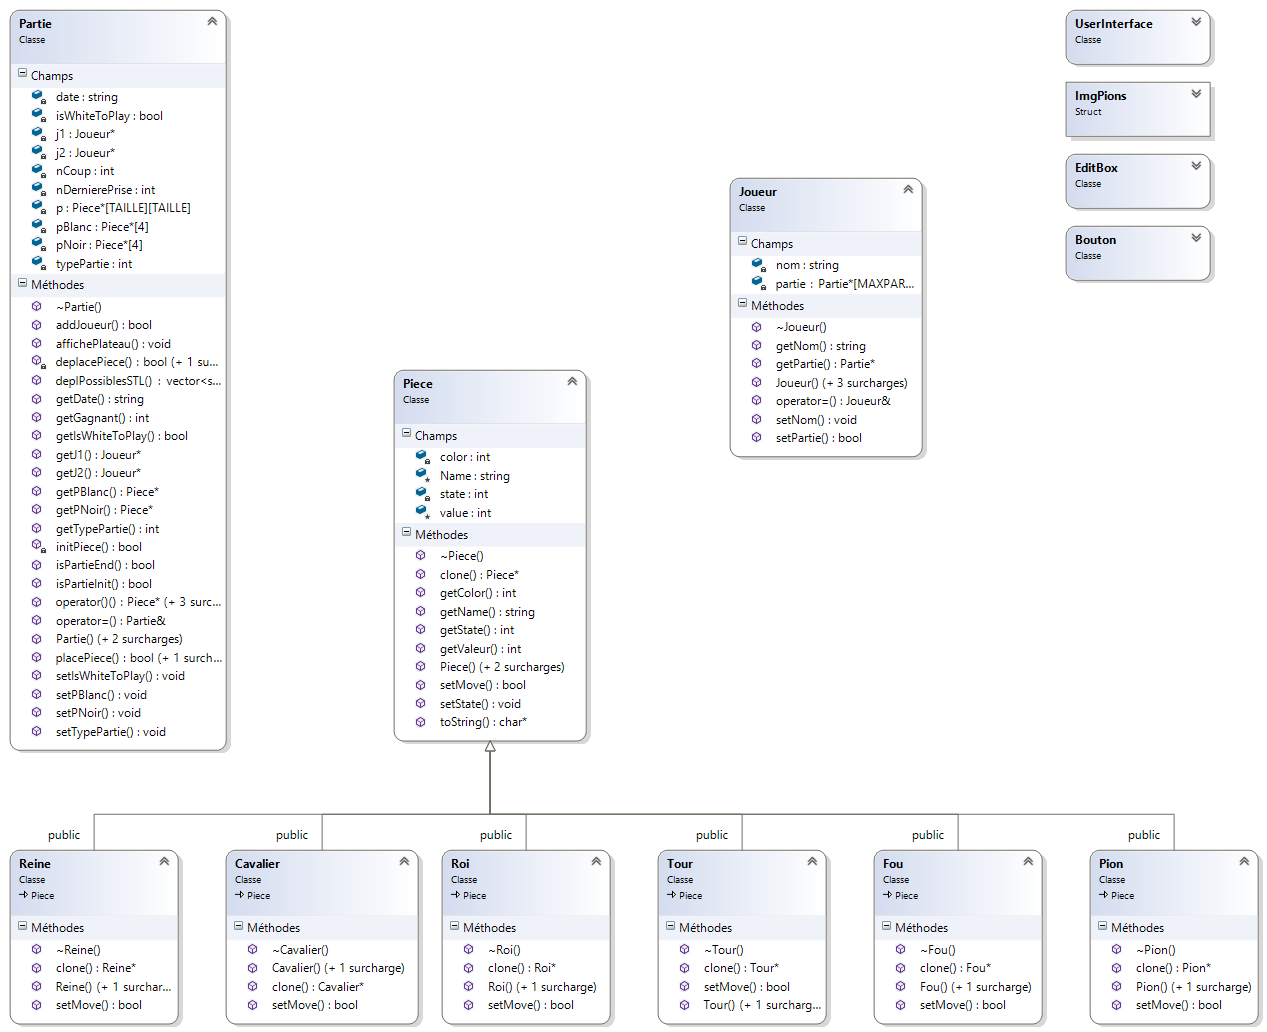 Partie
Classe
Champs
date : string
isWhiteToPlay : bool
j1 : Joueur*
j2 : Joueur*
nCoup : int
nDernierePrise : int
p : Piece*[TAILLE][TAILLE]
pBlanc : Piece*[4]
pNoir : Piece*[4]
typePartie : int
Méthodes
~Partie()
addJoueur() : bool
affichePlateau() : void
deplacePiece() : bool (+ 1 su...
deplPossiblesSTL() : vector<s...
getDate() : string
getGagnant() : int
getIsWhiteToPlay() : bool
getJ1() : Joueur*
getJ2() : Joueur*
getPBlanc() : Piece*
getPNoir() : Piece*
getTypePartie() : int
initPiece() : bool
isPartieEnd() : bool
isPartieInit() : bool
operator()() : Piece* (+ 3 surc...
operator=() : Partie&
Partie() (+ 2 surcharges)
placePiece() : bool (+ 1 surch...
setIsWhiteToPlay() : void
setPBlanc() : void
setPNoir() : void
setTypePartie() : void
Piece
Classe
Champs
color : int
Name : string
state : int
value : int
Méthodes
~Piece()
clone() : Piece*
getColor() : int
getName() : string
getState() : int
getValeur() : int
Piece() (+ 2 surcharges)
setMove() : bool
setState() : void
toString() : char*
Joueur
Classe
Champs
nom : string
partie : Partie*[MAXPAR...
Méthodes
~Joueur()
getNom() : string
getPartie() : Partie*
Joueur() (+ 3 surcharges)
operator=() : Joueur&
setNom() : void
setPartie() : bool
UserInterface
Classe
ImgPions
Struct
EditBox
Classe
Bouton
Classe
public
public
public
public
public
public
Reine
Classe
Piece
Méthodes
~Reine()
clone() : Reine*
Reine() (+ 1 surchar...
setMove() : bool
Cavalier
Classe
Piece
Méthodes
~Cavalier()
Cavalier() (+ 1 surcharge)
clone() : Cavalier*
setMove() : bool
Roi
Classe
Piece
Méthodes
~Roi()
clone() : Roi*
Roi() (+ 1 surcharge)
setMove() : bool
Tour
Classe
Piece
Méthodes
~Tour()
clone() : Tour*
setMove() : bool
Tour() (+ 1 surcharg...
Fou
Classe
Piece
Méthodes
~Fou()
clone() : Fou*
Fou() (+ 1 surcharge)
setMove() : bool
Pion
Classe
Piece
Méthodes
~Pion()
clone() : Pion*
Pion() (+ 1 surcharge)
setMove() : bool